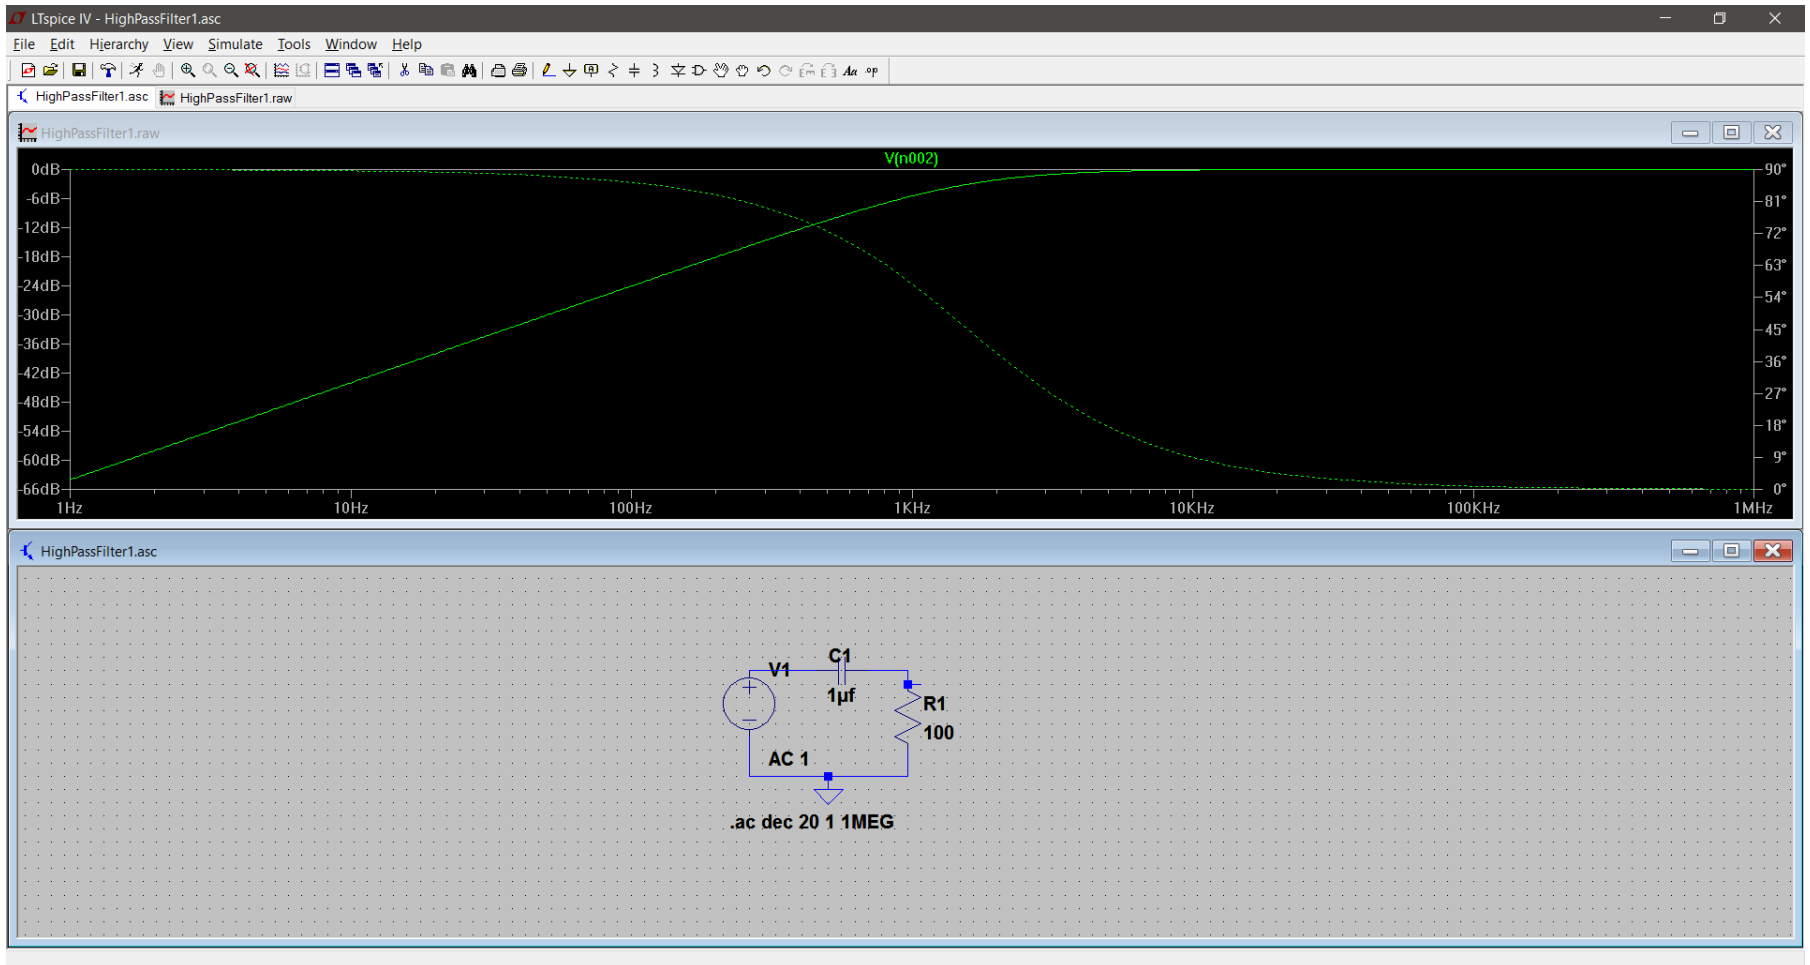 LTspice IV - HighPassFilter1.asc
File Edit Hierarchy View Simulate Tools Window Help
Aa .op
HighPassFilter1.asc HighPassFilter1.raw
HighPassFilter1.raw
V(n002)
0dB 90°
-6dB 81°
-12dB 72°
-18dB 63°
-24dB 54°
-30dB 45°
-36dB 36°
-42dB 27°
-48dB 18°
-54dB 9°
-60dB 0°
-66dB
1Hz 10Hz 100Hz 1KHz 10KHz 100KHz 1MHz
HighPassFilter1.asc
C1
V1
1µf
R1
100
AC 1
.ac dec 20 1 1MEG